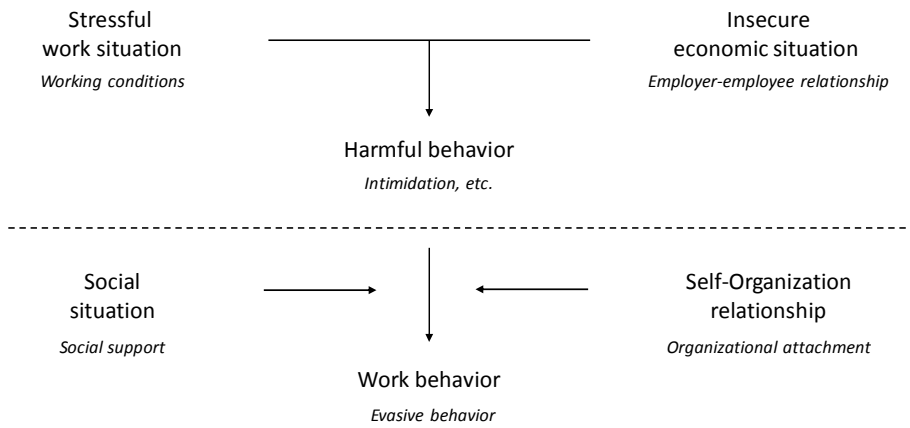 Stressful
work situation
Working conditions
Insecure
economic situation
Employer-employee relationship
Harmful behavior
Intimidation, etc.
Social
situation
Social support
Self-Organization
relationship
Organizational attachment
Work behavior
Evasive behavior